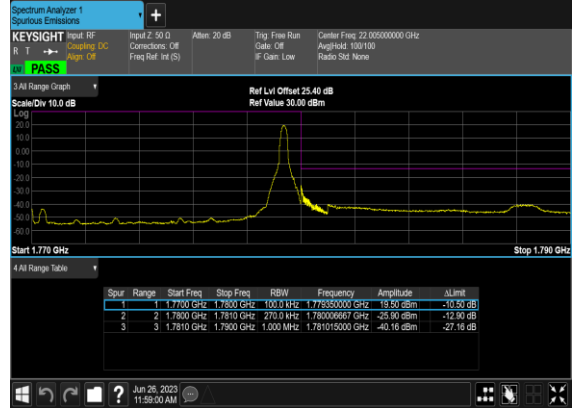 Spectrum Analyzer 1
Spurious Emissions
+
KEYSIGHT Input: RF Input Z: 50 Ω Atten: 20 dB Trig: Free Run Center Freq: 22.005000000 GHz
R T Coupling: DC Corrections: Off Gate: Off Avg|Hold: 100/100
Align: Off Freq Ref: Int (S) IF Gain: Low Radio Std: None
PASS
3 All Range Graph
Ref Lvl Offset 25.40 dB
Scale/Div 10.0 dB Ref Value 30.00 dBm
Log
20.0
10.0
0.00
-10.0
-20.0
-30.0
-40.0
-50.0
-60.0
Start 1.770 GHz Stop 1.790 GHz
4 All Range Table
Spur Range Start Freq Stop Freq RBW Frequency Amplitude ΔLimit
1 1 1.7700 GHz 1.7800 GHz 100.0 kHz 1.779350000 GHz 19.50 dBm -10.50 dB
2 2 1.7800 GHz 1.7810 GHz 270.0 kHz 1.780006667 GHz -25.90 dBm -12.90 dB
3 3 1.7810 GHz 1.7900 GHz 1.000 MHz 1.781015000 GHz -40.16 dBm -27.16 dB
? Jun 26, 2023
11:59:00 AM